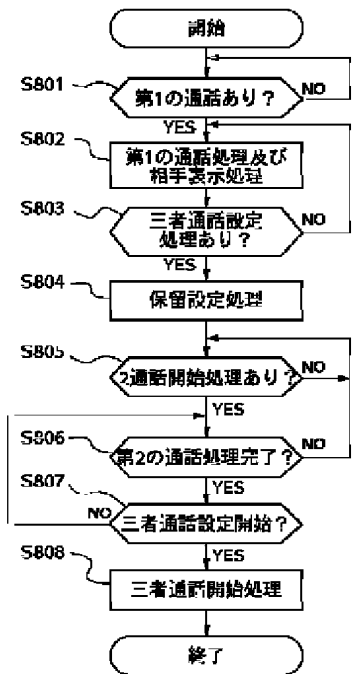 開始
S801
第1の通話あり？
NO
YES
S802
第1の通話処理及び
相手表示処理
S803
三者通話設定
処理あり？
NO
YES
S804
保留設定処理
S805
2通話開始処理あり？
NO
YES
S806
第2の通話処理完了？
NO
YES
S807
三者通話設定開始？
NO
YES
S808
三者通話開始処理
終了